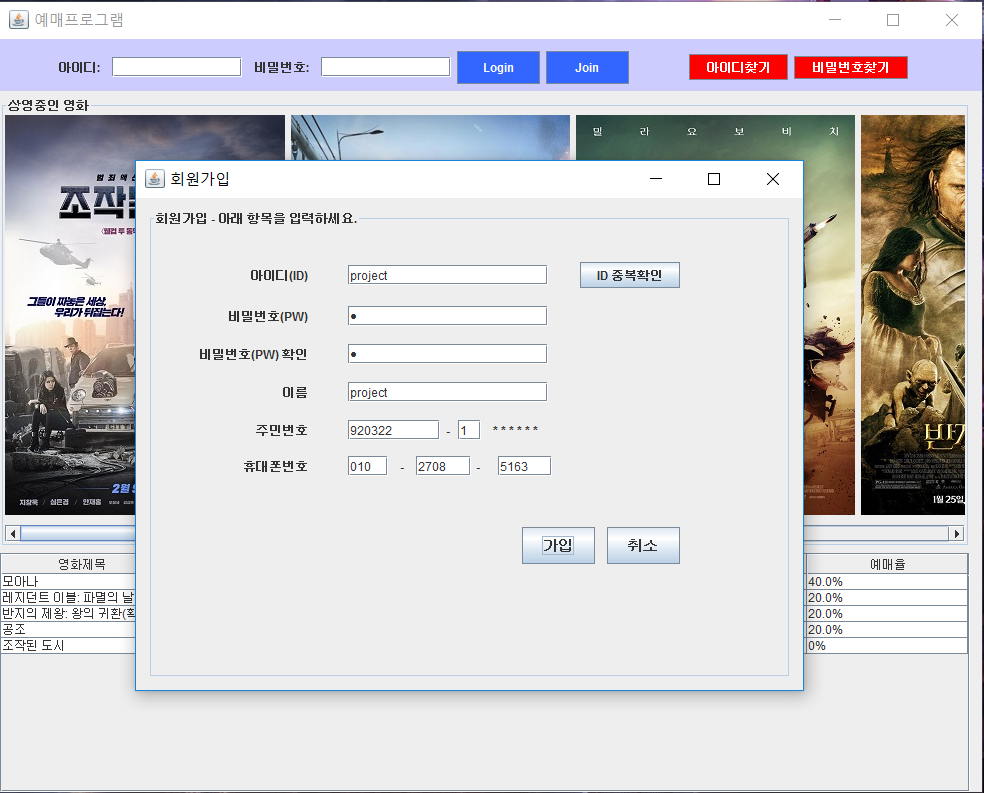 예매프로그램
아이디: 비밀번호: Login Join 아이디찾기 비밀번호찾기
상영중인 영화
밀 라 요 보 비 치
범 죄 액
조작
그들이 짜놓은 세상,
우리가 뒤집는다!
지창욱 심은경 안재홍
2월
반지
1월 25일
회원가입
회원가입 - 아래 항목을 입력하세요.
아이디(ID) project ID 중복확인
비밀번호(PW) ●
비밀번호(PW) 확인 ●
이름 project
주민번호 920322 - 1 ******
휴대폰번호 010 - 2708 - 5163
가입 취소
영화제목 예매율
모아나 40.0%
레지던트 이블: 파멸의 날 20.0%
반지의 제왕: 왕의 귀환(확 20.0%
공조 20.0%
조작된 도시 0%